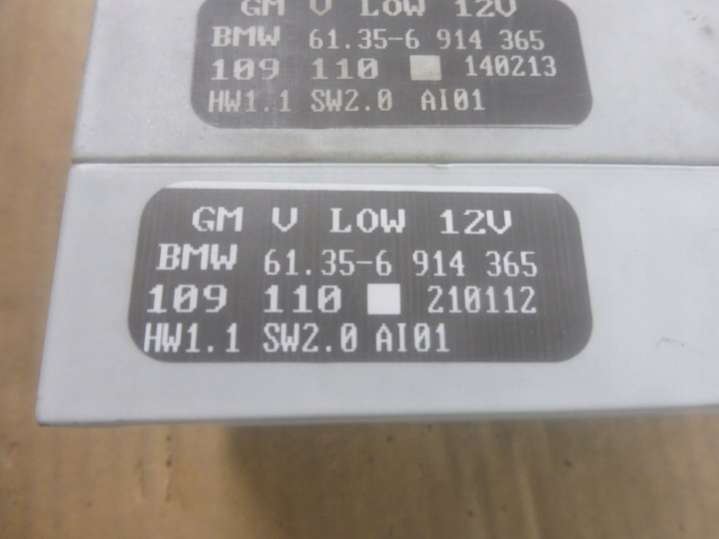 GM V LOW 12V
BMW 61.35-6 914 365
109 110 140213
HW1.1 SW2.0 AI01
GM V LOW 12V
BMW 61.35-6 914 365
109 110 210112
HW1.1 SW2.0 AI01